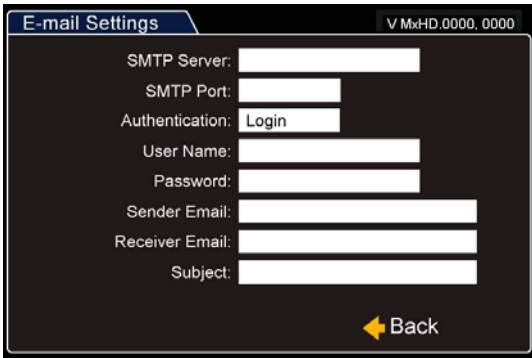 E-mail Settings V MxHD.0000, 0000
SMTP Server:
SMTP Port:
Authentication: Login
User Name:
Password:
Sender Email:
Receiver Email:
Subject:
Back